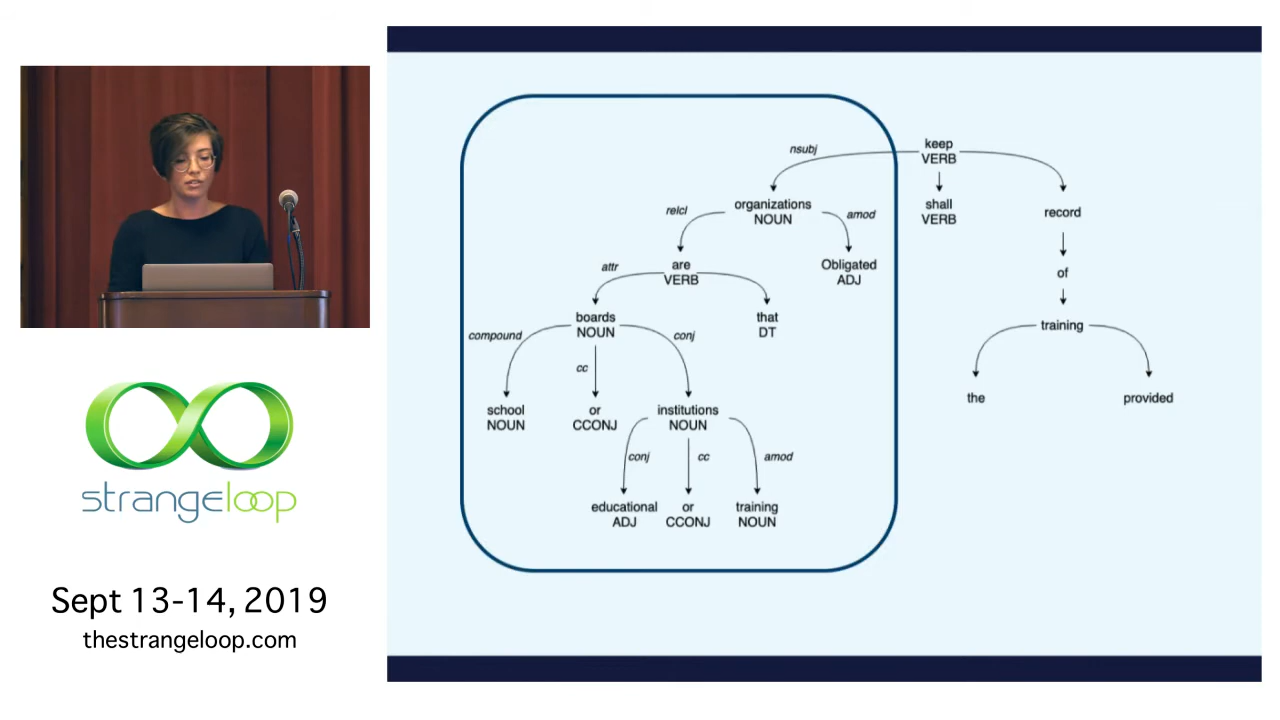 strangeloop
Sept 13-14, 2019
thestrangeloop.com
keep
VERB
nsubj
shall
VERB
record
organizations
NOUN
relcl
amod
are
VERB
Obligated
ADJ
of
attr
boards
NOUN
that
DT
training
compound
cc
conj
the
provided
school
NOUN
or
CCONJ
institutions
NOUN
conj
cc
amod
educational
ADJ
or
CCONJ
training
NOUN